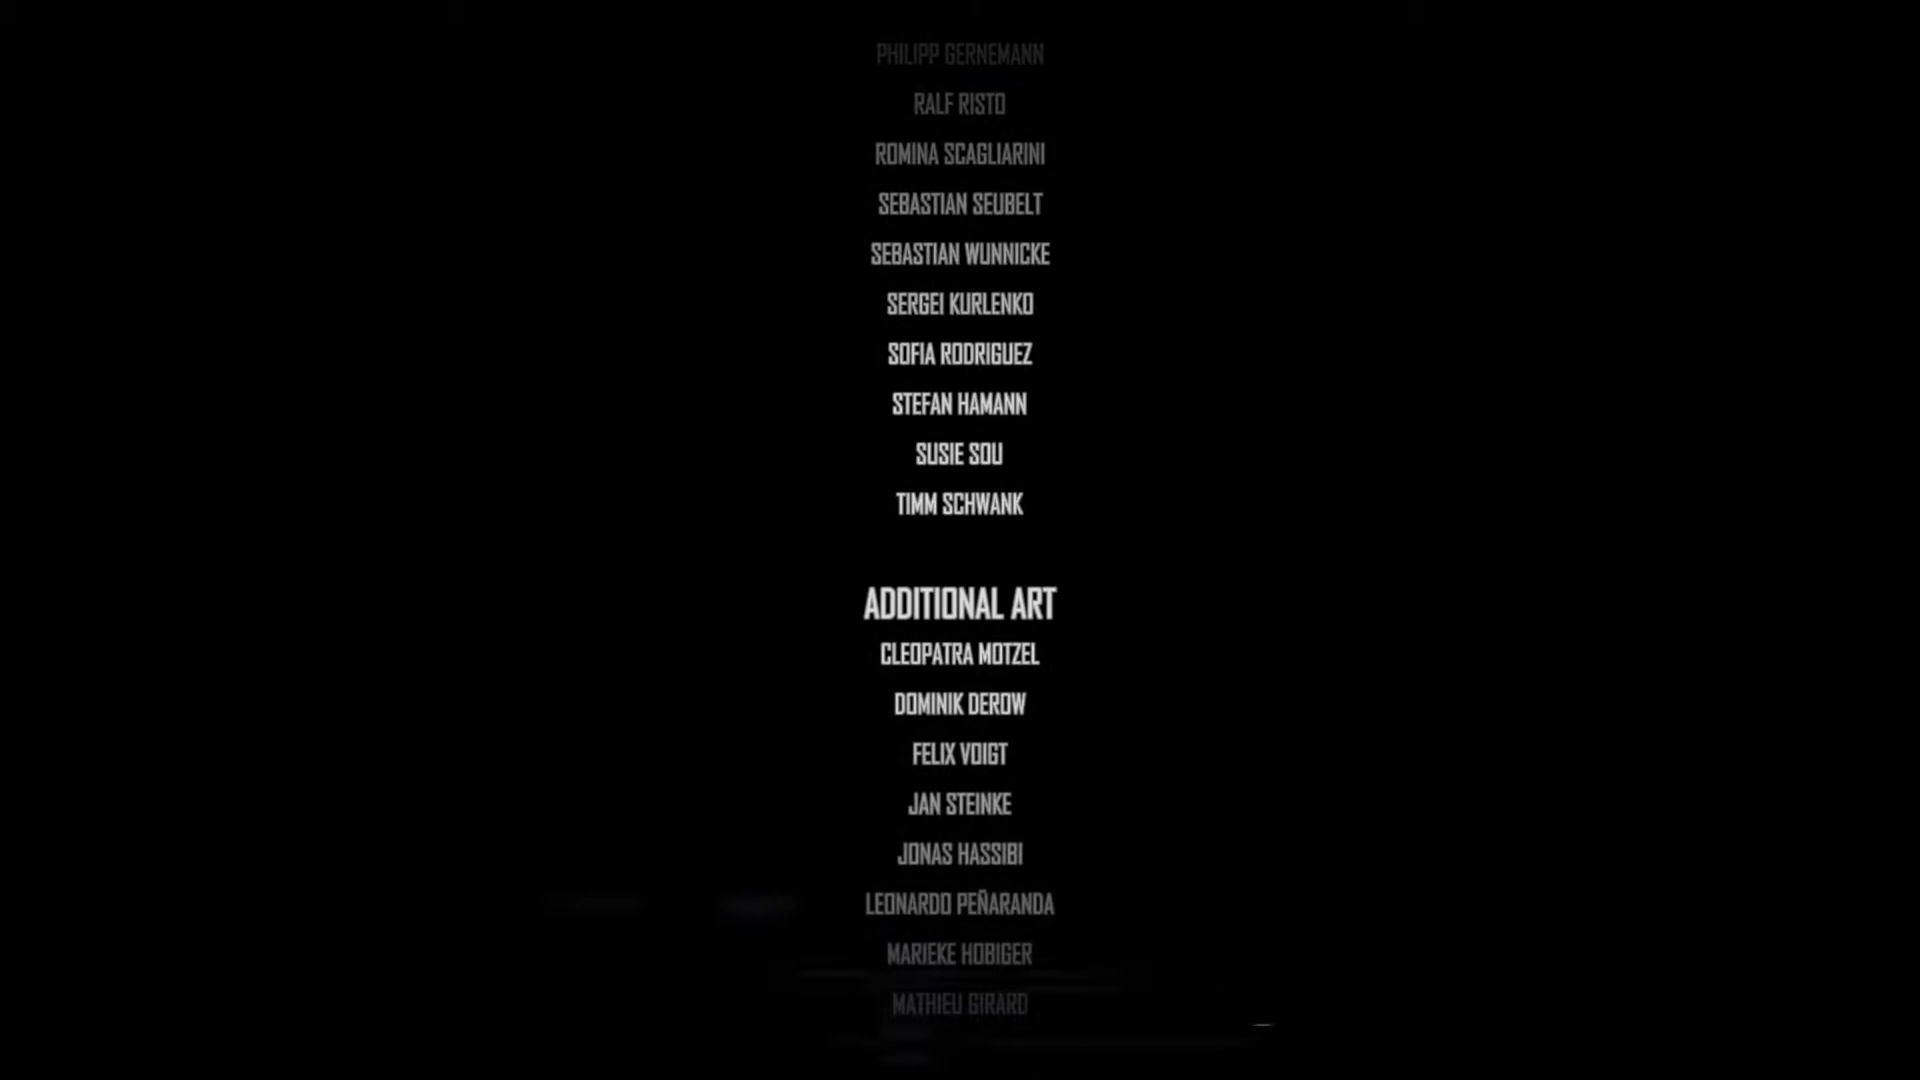 PHILIPP GERNEMANN
RALF RISTO
ROMINA SCAGLIARINI
SEBASTIAN SEUBELT
SEBASTIAN WUNNICKE
SERGEI KURLENKO
SOFIA RODRIGUEZ
STEFAN HAMANN
SUSIE SOU
TIMM SCHWANK
ADDITIONAL ART
CLEOPATRA MOTZEL
DOMINIK DEROW
FELIX VOIGT
JAN STEINKE
JONAS HASSIBI
LEONARDO PEÑARANDA
MARIEKE HOBIGER
MATHIEU GIRARD